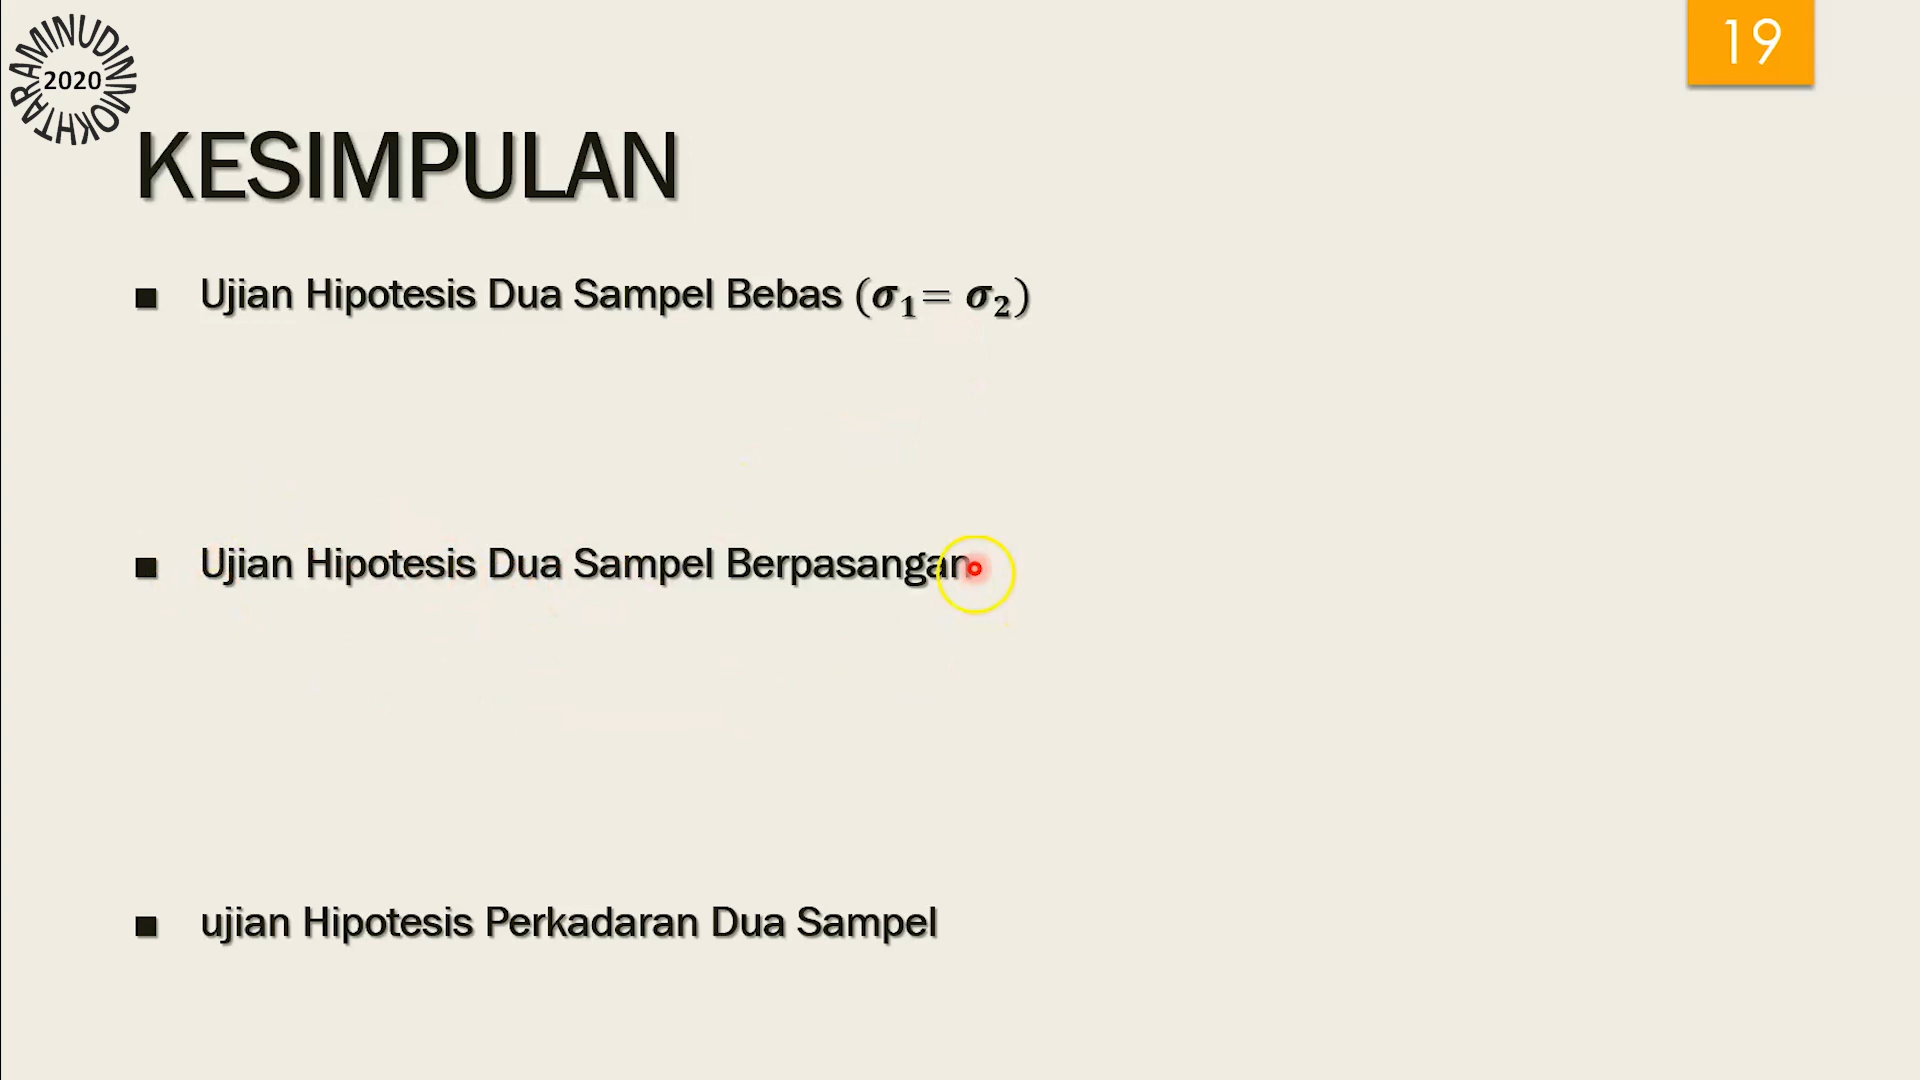 ARAMINUDINMOKHTAR
2020
19
KESIMPULAN
■ Ujian Hipotesis Dua Sampel Bebas (σ₁= σ₂)
■ Ujian Hipotesis Dua Sampel Berpasangan
■ ujian Hipotesis Perkadaran Dua Sampel